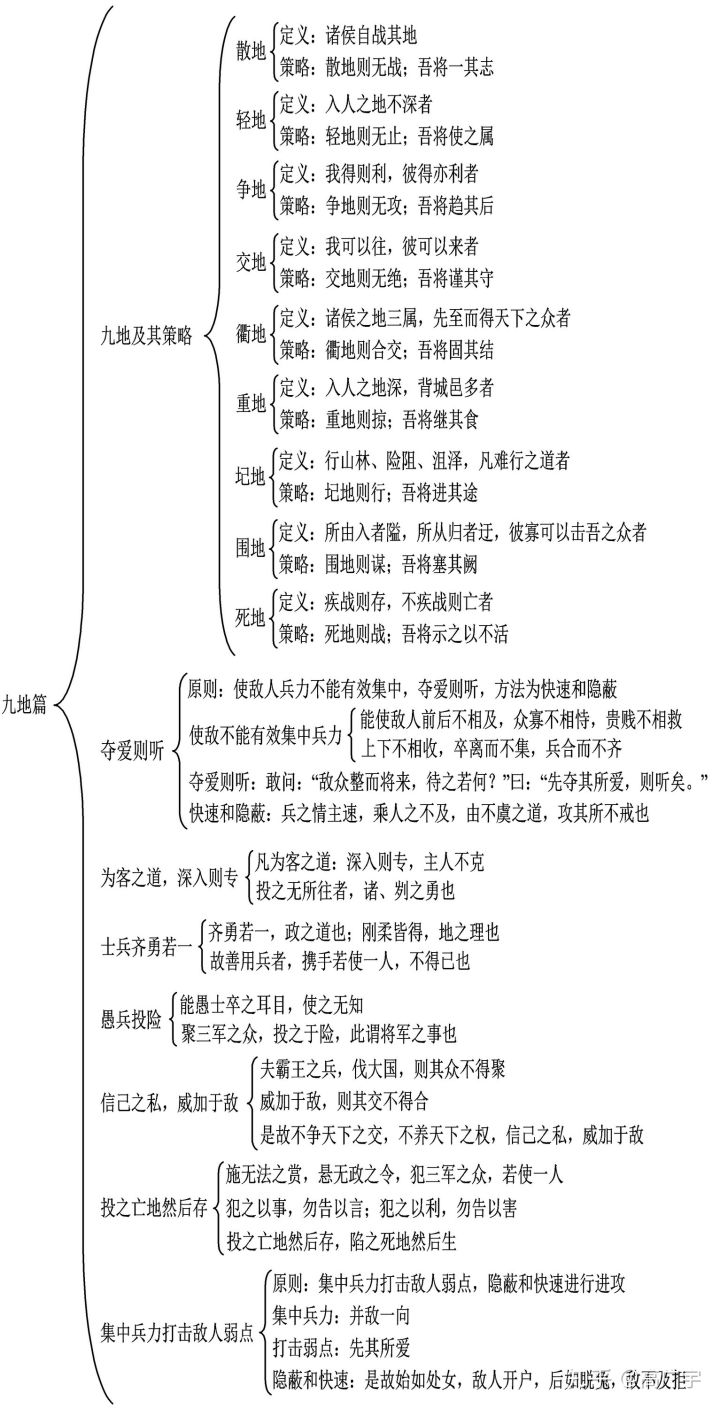 九地篇
九地及其策略
散地
定义：诸侯自战其地
策略：散地则无战；吾将一其志
轻地
定义：入人之地不深者
策略：轻地则无止；吾将使之属
争地
定义：我得则利，彼得亦利者
策略：争地则无攻；吾将趋其后
交地
定义：我可以往，彼可以来者
策略：交地则无绝；吾将谨其守
衢地
定义：诸侯之地三属，先至而得天下之众者
策略：衢地则合交；吾将固其结
重地
定义：入人之地深，背城邑多者
策略：重地则掠；吾将继其食
圮地
定义：行山林、险阻、沮泽，凡难行之道者
策略：圮地则行；吾将进其途
围地
定义：所由入者隘，所从归者迂，彼寡可以击吾之众者
策略：围地则谋；吾将塞其阙
死地
定义：疾战则存，不疾战则亡者
策略：死地则战；吾将示之以不活
夺爱则听
原则：使敌人兵力不能有效集中，夺爱则听，方法为快速和隐蔽
使敌不能有效集中兵力
能使敌人前后不相及，众寡不相恃，贵贱不相救
上下不相收，卒离而不集，兵合而不齐
夺爱则听：敢问：“敌众整而将来，待之若何？”曰：“先夺其所爱，则听矣。”
快速和隐蔽：兵之情主速，乘人之不及，由不虞之道，攻其所不戒也
为客之道，深入则专
凡为客之道：深入则专，主人不克
投之无所往者，诸、刿之勇也
士兵齐勇若一
齐勇若一，政之道也；刚柔皆得，地之理也
故善用兵者，携手若使一人，不得已也
愚兵投险
能愚士卒之耳目，使之无知
聚三军之众，投之于险，此谓将军之事也
信己之私，威加于敌
夫霸王之兵，伐大国，则其众不得聚
威加于敌，则其交不得合
是故不争天下之交，不养天下之权，信己之私，威加于敌
投之亡地然后存
施无法之赏，悬无政之令，犯三军之众，若使一人
犯之以事，勿告以言；犯之以利，勿告以害
投之亡地然后存，陷之死地然后生
集中兵力打击敌人弱点
原则：集中兵力打击敌人弱点，隐蔽和快速进行进攻
集中兵力：并敌一向
打击弱点：先其所爱
隐蔽和快速：是故始如处女，敌人开户，后如脱兔，敌不及拒
知乎